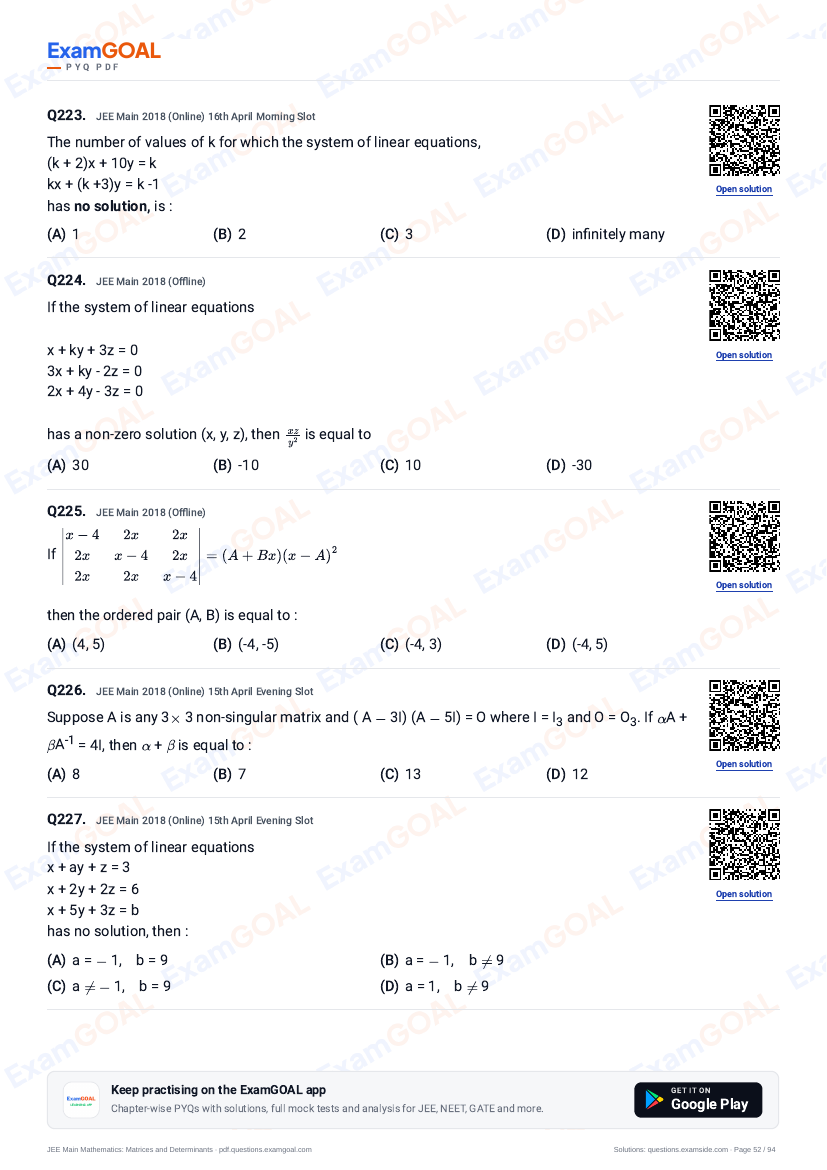 ExamGOAL
PYQ PDF
Q223. JEE Main 2018 (Online) 16th April Morning Slot
The number of values of k for which the system of linear equations,
(k + 2)x + 10y = k
kx + (k +3)y = k -1
has no solution, is :
(A) 1 (B) 2 (C) 3 (D) infinitely many
Open solution
Q224. JEE Main 2018 (Offline)
If the system of linear equations
x + ky + 3z = 0
3x + ky - 2z = 0
2x + 4y - 3z = 0
has a non-zero solution (x, y, z), then $\frac{xz}{y^2}$ is equal to
(A) 30 (B) -10 (C) 10 (D) -30
Open solution
Q225. JEE Main 2018 (Offline)
If $\begin{vmatrix} x-4 & 2x & 2x \\ 2x & x-4 & 2x \\ 2x & 2x & x-4 \end{vmatrix} = (A + Bx)(x - A)^2$
then the ordered pair (A, B) is equal to :
(A) (4, 5) (B) (-4, -5) (C) (-4, 3) (D) (-4, 5)
Open solution
Q226. JEE Main 2018 (Online) 15th April Evening Slot
Suppose A is any 3 × 3 non-singular matrix and ( A − 3I) (A − 5I) = O where I = I₃ and O = O₃. If αA +
βA⁻¹ = 4I, then α + β is equal to :
(A) 8 (B) 7 (C) 13 (D) 12
Open solution
Q227. JEE Main 2018 (Online) 15th April Evening Slot
If the system of linear equations
x + ay + z = 3
x + 2y + 2z = 6
x + 5y + 3z = b
has no solution, then :
(A) a = − 1, b = 9 (B) a = − 1, b ≠ 9
(C) a ≠ − 1, b = 9 (D) a = 1, b ≠ 9
Open solution
ExamGOAL
Keep practising on the ExamGOAL app
Chapter-wise PYQs with solutions, full mock tests and analysis for JEE, NEET, GATE and more.
GET IT ON
Google Play
JEE Main Mathematics: Matrices and Determinants · pdf.questions.examgoal.com
Solutions: questions.examside.com · Page 52 / 94